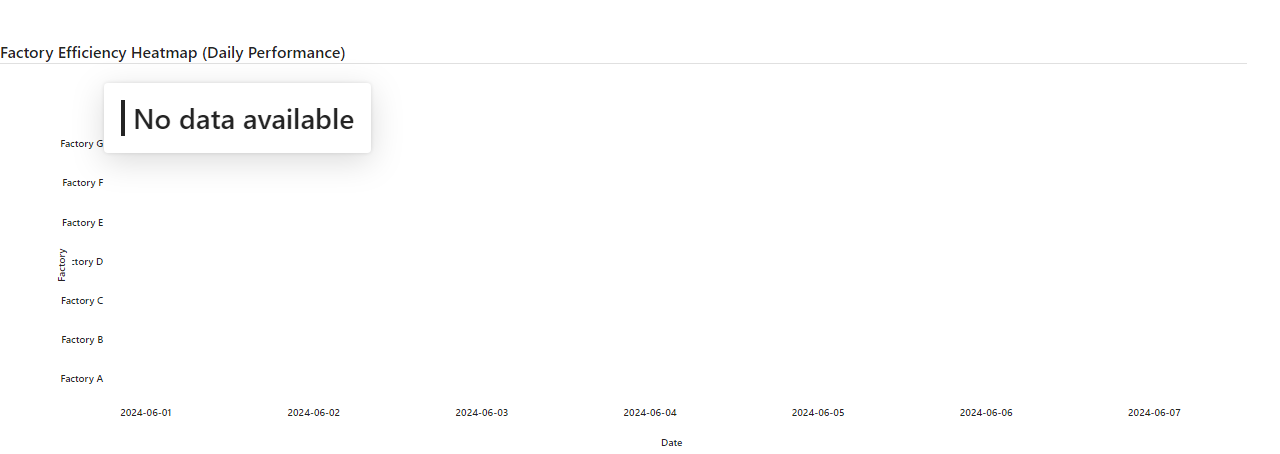 Factory Efficiency Heatmap (Daily Performance)
No data available
Factory G
Factory F
Factory E
Factory
tory D
Factory C
Factory B
Factory A
2024-06-01 2024-06-02 2024-06-03 2024-06-04 2024-06-05 2024-06-06 2024-06-07
Date